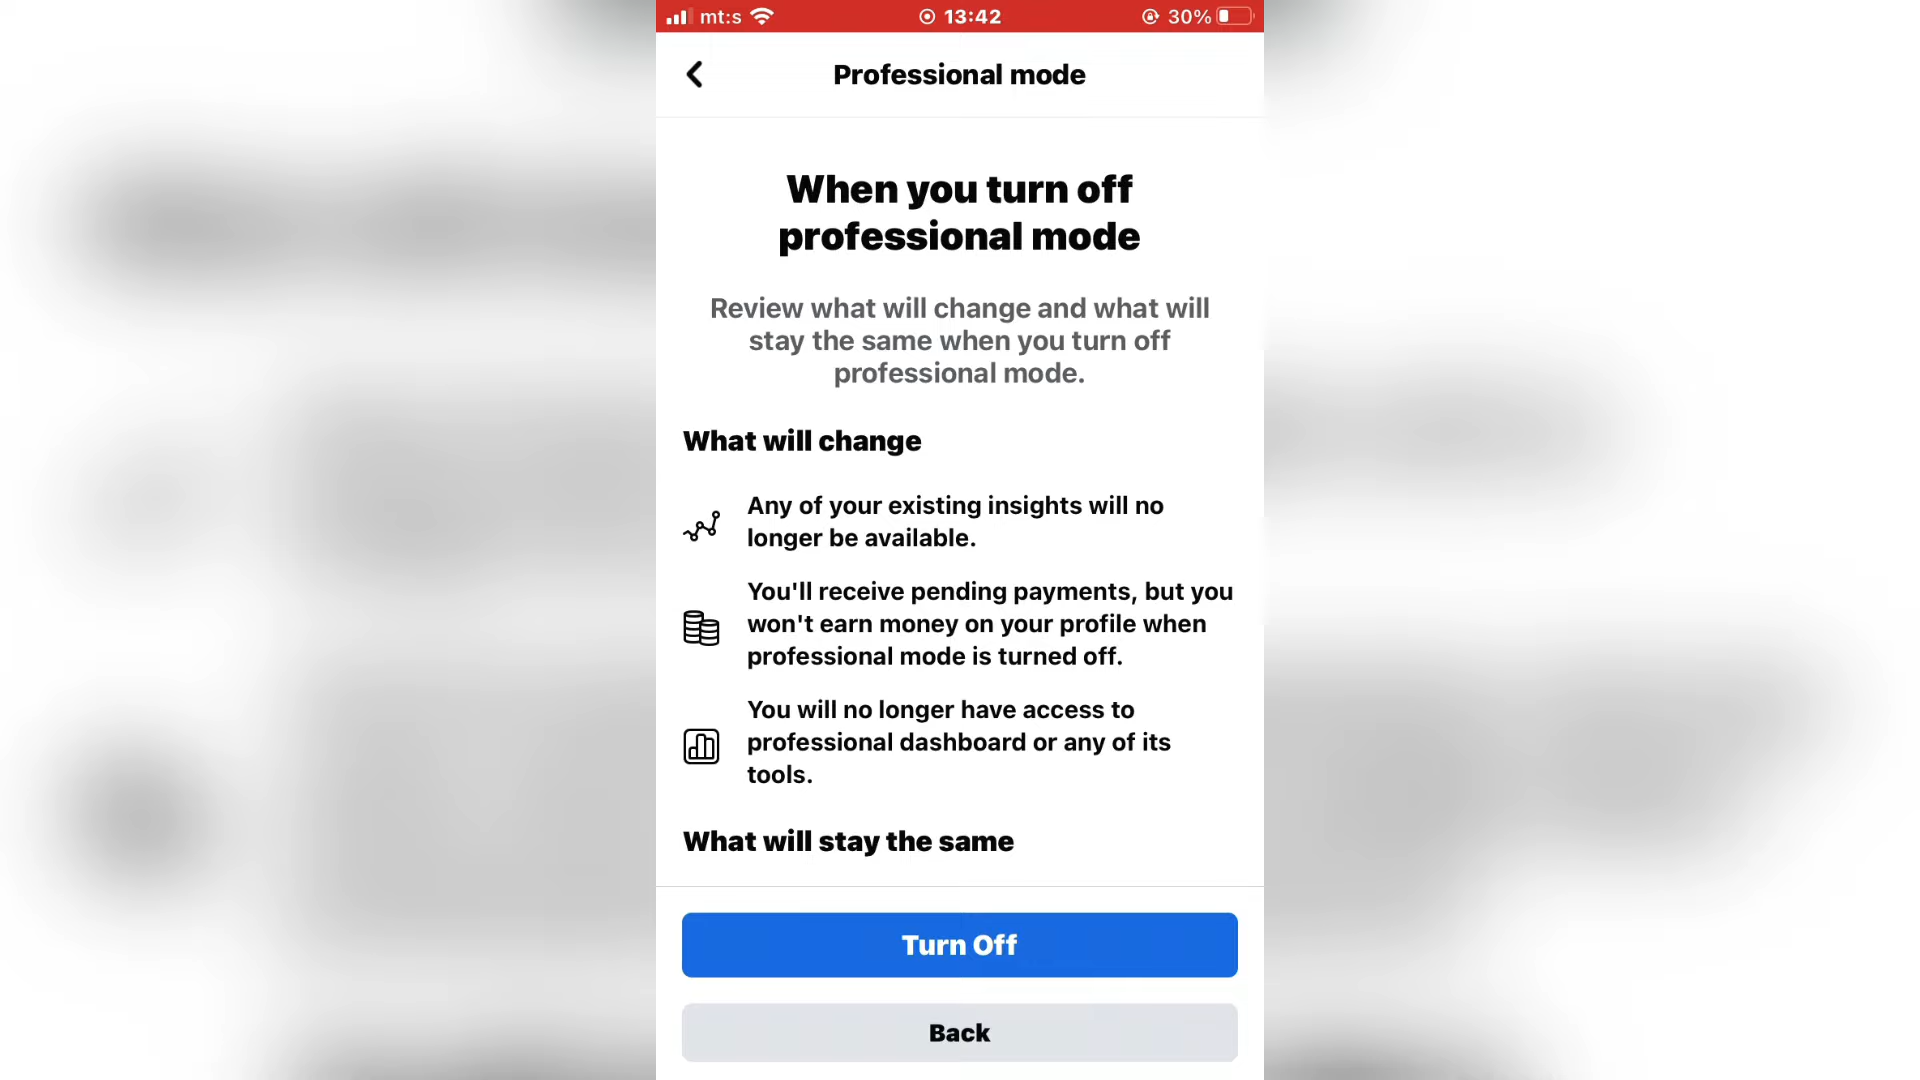 mt:s 13:42 30%
Professional mode
When you turn off
professional mode
Review what will change and what will
stay the same when you turn off
professional mode.
What will change
Any of your existing insights will no
longer be available.
You'll receive pending payments, but you
won't earn money on your profile when
professional mode is turned off.
You will no longer have access to
professional dashboard or any of its
tools.
What will stay the same
Turn Off
Back